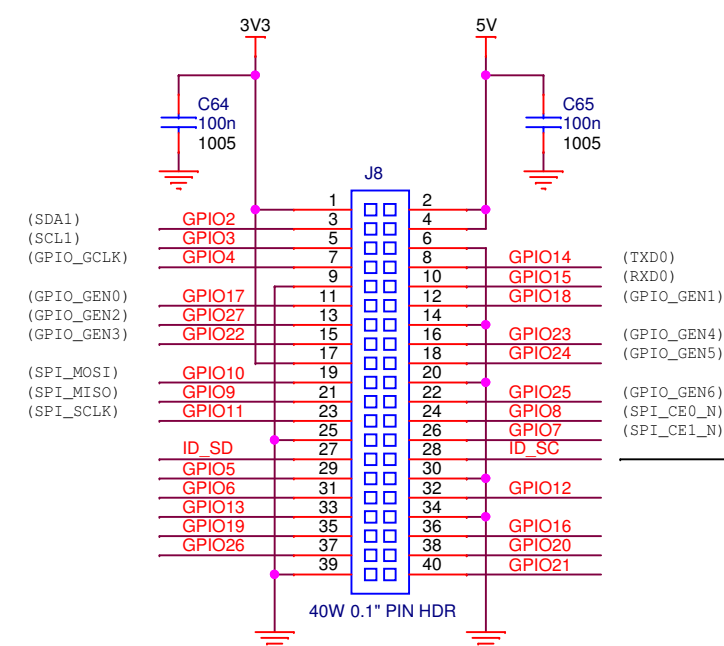 3V3 5V
C64 C65
100n 100n
1005 1005
J8
1 2
(SDA1) GPIO2 3 4
(SCL1) GPIO3 5 6
(GPIO_GCLK) GPIO4 7 8 GPIO14 (TXD0)
9 10 GPIO15 (RXD0)
(GPIO_GEN0) GPIO17 11 12 GPIO18 (GPIO_GEN1)
(GPIO_GEN2) GPIO27 13 14
(GPIO_GEN3) GPIO22 15 16 GPIO23 (GPIO_GEN4)
17 18 GPIO24 (GPIO_GEN5)
(SPI_MOSI) GPIO10 19 20
(SPI_MISO) GPIO9 21 22 GPIO25 (GPIO_GEN6)
(SPI_SCLK) GPIO11 23 24 GPIO8 (SPI_CE0_N)
25 26 GPIO7 (SPI_CE1_N)
ID_SD 27 28 ID_SC
GPIO5 29 30
GPIO6 31 32 GPIO12
GPIO13 33 34
GPIO19 35 36 GPIO16
GPIO26 37 38 GPIO20
39 40 GPIO21
40W 0.1" PIN HDR